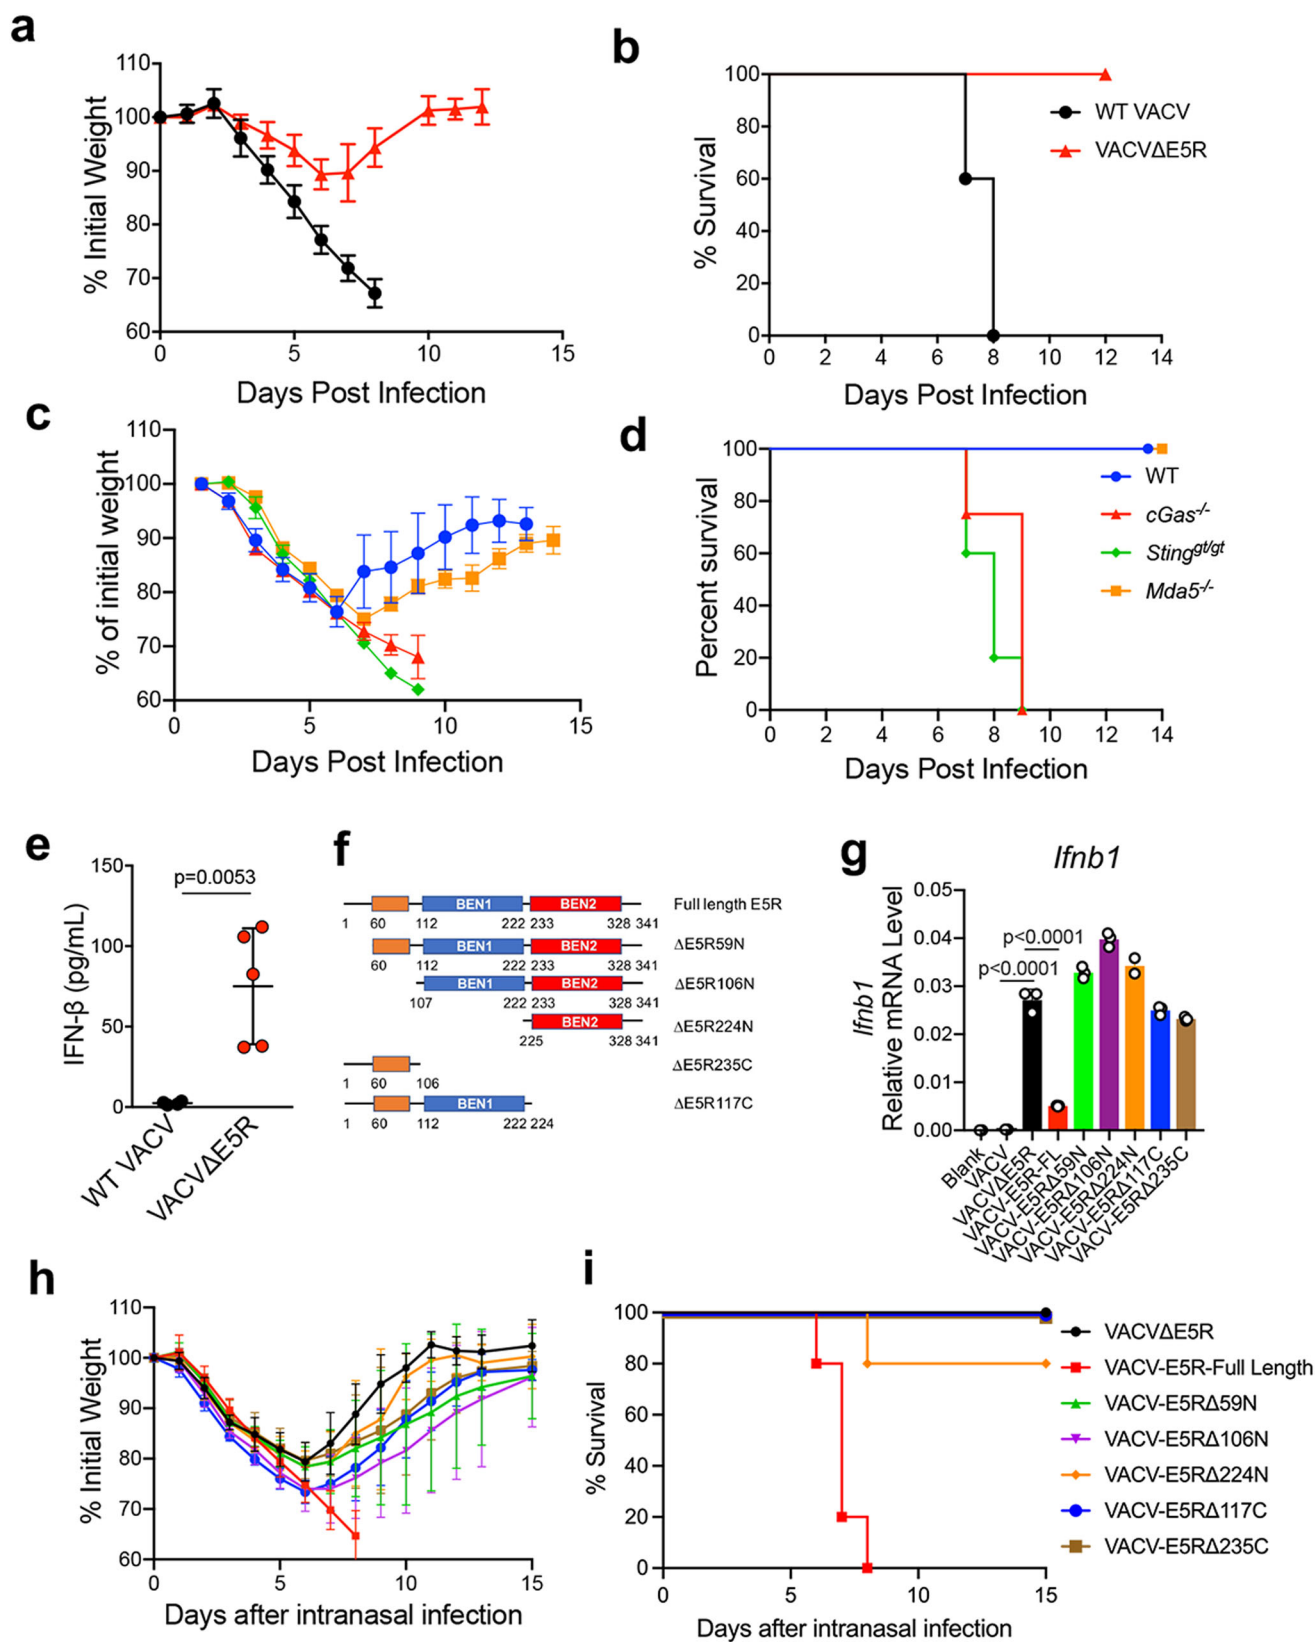 a
110
100
90
80
70
60
% Initial Weight
0 5 10 15
Days Post Infection
b
100
80
60
40
20
0
% Survival
WT VACV
VACVΔE5R
0 2 4 6 8 10 12 14
Days Post Infection
c
110
100
90
80
70
60
% of initial weight
0 5 10 15
Days Post Infection
d
100
80
60
40
20
0
Percent survival
WT
cGas-/-
Stinggt/gt
Mda5-/-
0 2 4 6 8 10 12 14
Days Post Infection
e
150
100
50
0
IFN-β (pg/mL)
p=0.0053
WT VACV
VACVΔE5R
f
BEN1 BEN2 Full length E5R
1 60 112 222 233 328 341
BEN1 BEN2 ΔE5R59N
60 112 222 233 328 341
BEN1 BEN2 ΔE5R106N
107 222 233 328 341
BEN2 ΔE5R224N
225 328 341
ΔE5R235C
1 60 106
BEN1 ΔE5R117C
1 60 112 222 224
g
Ifnb1
Ifnb1
Relative mRNA Level
0.05
0.04
0.03
0.02
0.01
0.00
p<0.0001
p<0.0001
Blank
VACV
VACVΔE5R
VACV-E5R-FL
VACV-E5RΔ59N
VACV-E5RΔ106N
VACV-E5RΔ224N
VACV-E5RΔ117C
VACV-E5RΔ235C
h
110
100
90
80
70
60
% Initial Weight
0 5 10 15
Days after intranasal infection
i
100
80
60
40
20
0
% Survival
VACVΔE5R
VACV-E5R-Full Length
VACV-E5RΔ59N
VACV-E5RΔ106N
VACV-E5RΔ224N
VACV-E5RΔ117C
VACV-E5RΔ235C
0 5 10 15
Days after intranasal infection